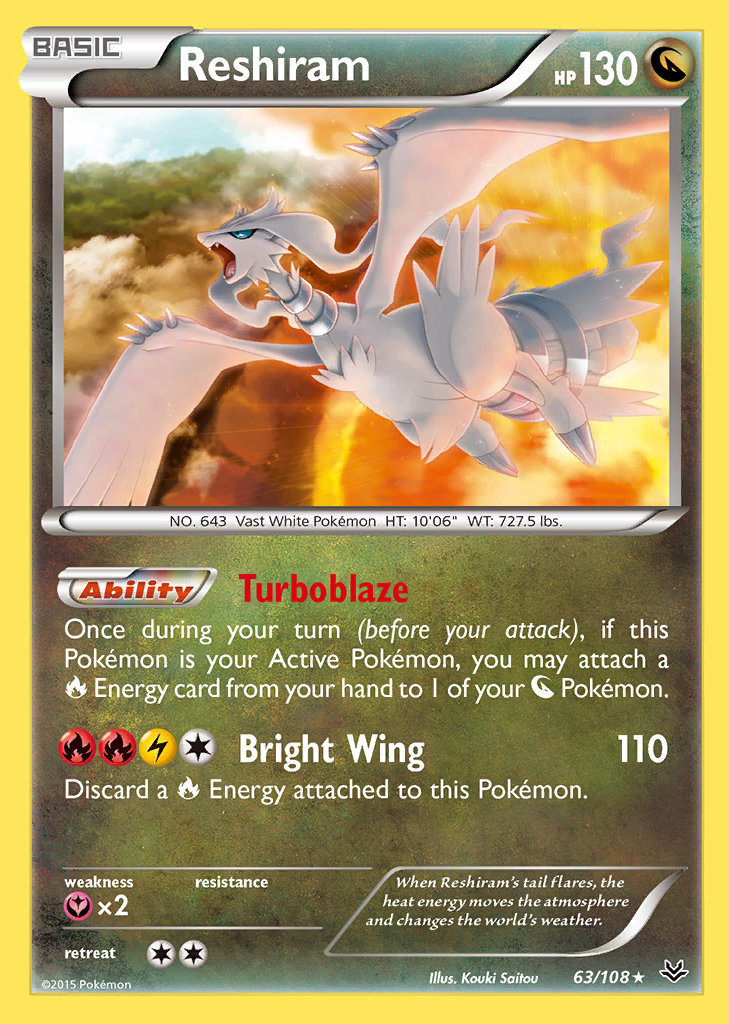 BASIC
Reshiram
HP 130
NO. 643 Vast White Pokémon HT: 10'06" WT: 727.5 lbs.
Ability Turboblaze
Once during your turn (before your attack), if this
Pokémon is your Active Pokémon, you may attach a
Energy card from your hand to 1 of your Pokémon.
Bright Wing 110
Discard a Energy attached to this Pokémon.
weakness resistance
×2
When Reshiram's tail flares, the
heat energy moves the atmosphere
and changes the world's weather.
retreat
©2015 Pokémon
Illus. Kouki Saitou 63/108 ★